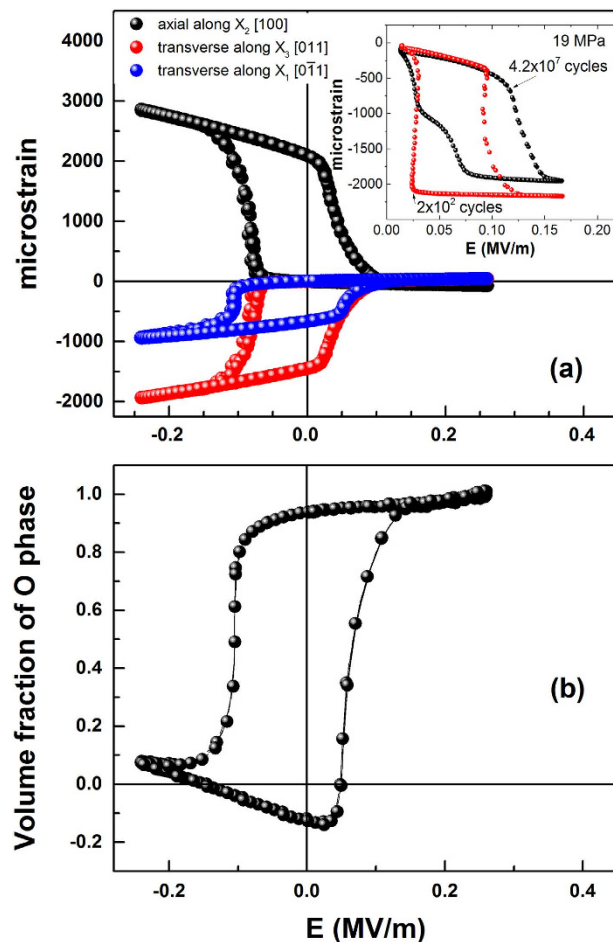 (a)
axial along X2 [100]
transverse along X3 [011]
transverse along X1 [01̄1]
microstrain
5000
4000
3000
2000
1000
0
-1000
-2000
-0.2
0.0
0.2
0.4
19 MPa
4.2x10⁷ cycles
2x10² cycles
microstrain
0
-500
-1000
-1500
-2000
0.00
0.05
0.10
0.15
0.20
E (MV/m)
(b)
Volume fraction of O phase
1.0
0.8
0.6
0.4
0.2
0.0
-0.2
-0.2
0.0
0.2
0.4
E (MV/m)